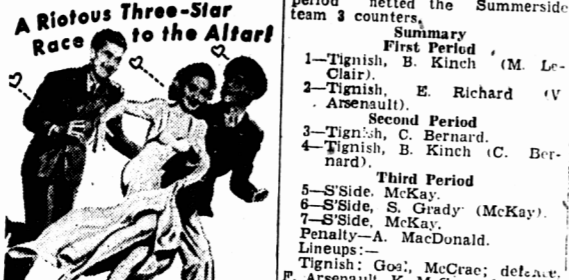 A Riotous Three-Star
Race to the Altar!
period netted the Summerside
team 3 counters.
Summary
First Period
1—Tignish, B. Kinch (M. Le-
Clair).
2—Tignish, E. Richard (V
Arsenault).
Second Period
3—Tignish, C. Bernard.
4—Tignish, B. Kinch (C. Ber-
nard).
Third Period
5—S'Side. McKay.
6—S'Side, S. Grady (McKay).
7—S'Side, McKay.
Penalty—A. MacDonald.
Lineups:—
Tignish: Goal, McCrae; defence,
Arsenault, K.